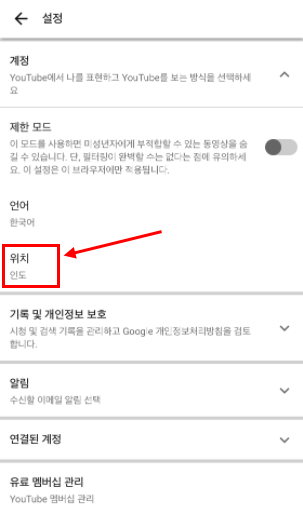 설정
계정
YouTube에서 나를 표현하고 YouTube를 보는 방식을 선택하세
요
제한 모드
이 모드를 사용하면 미성년자에게 부적합할 수 있는 동영상을 숨
길 수 있습니다. 단, 필터링이 완벽할 수는 없다는 점에 유의하세
요. 이 설정은 이 브라우저에만 적용됩니다.
언어
한국어
위치
인도
기록 및 개인정보 보호
시청 및 검색 기록을 관리하고 Google 개인정보처리방침을 검토
합니다.
알림
수신할 이메일 알림 선택
연결된 계정
유료 멤버십 관리
YouTube 멤버십 관리